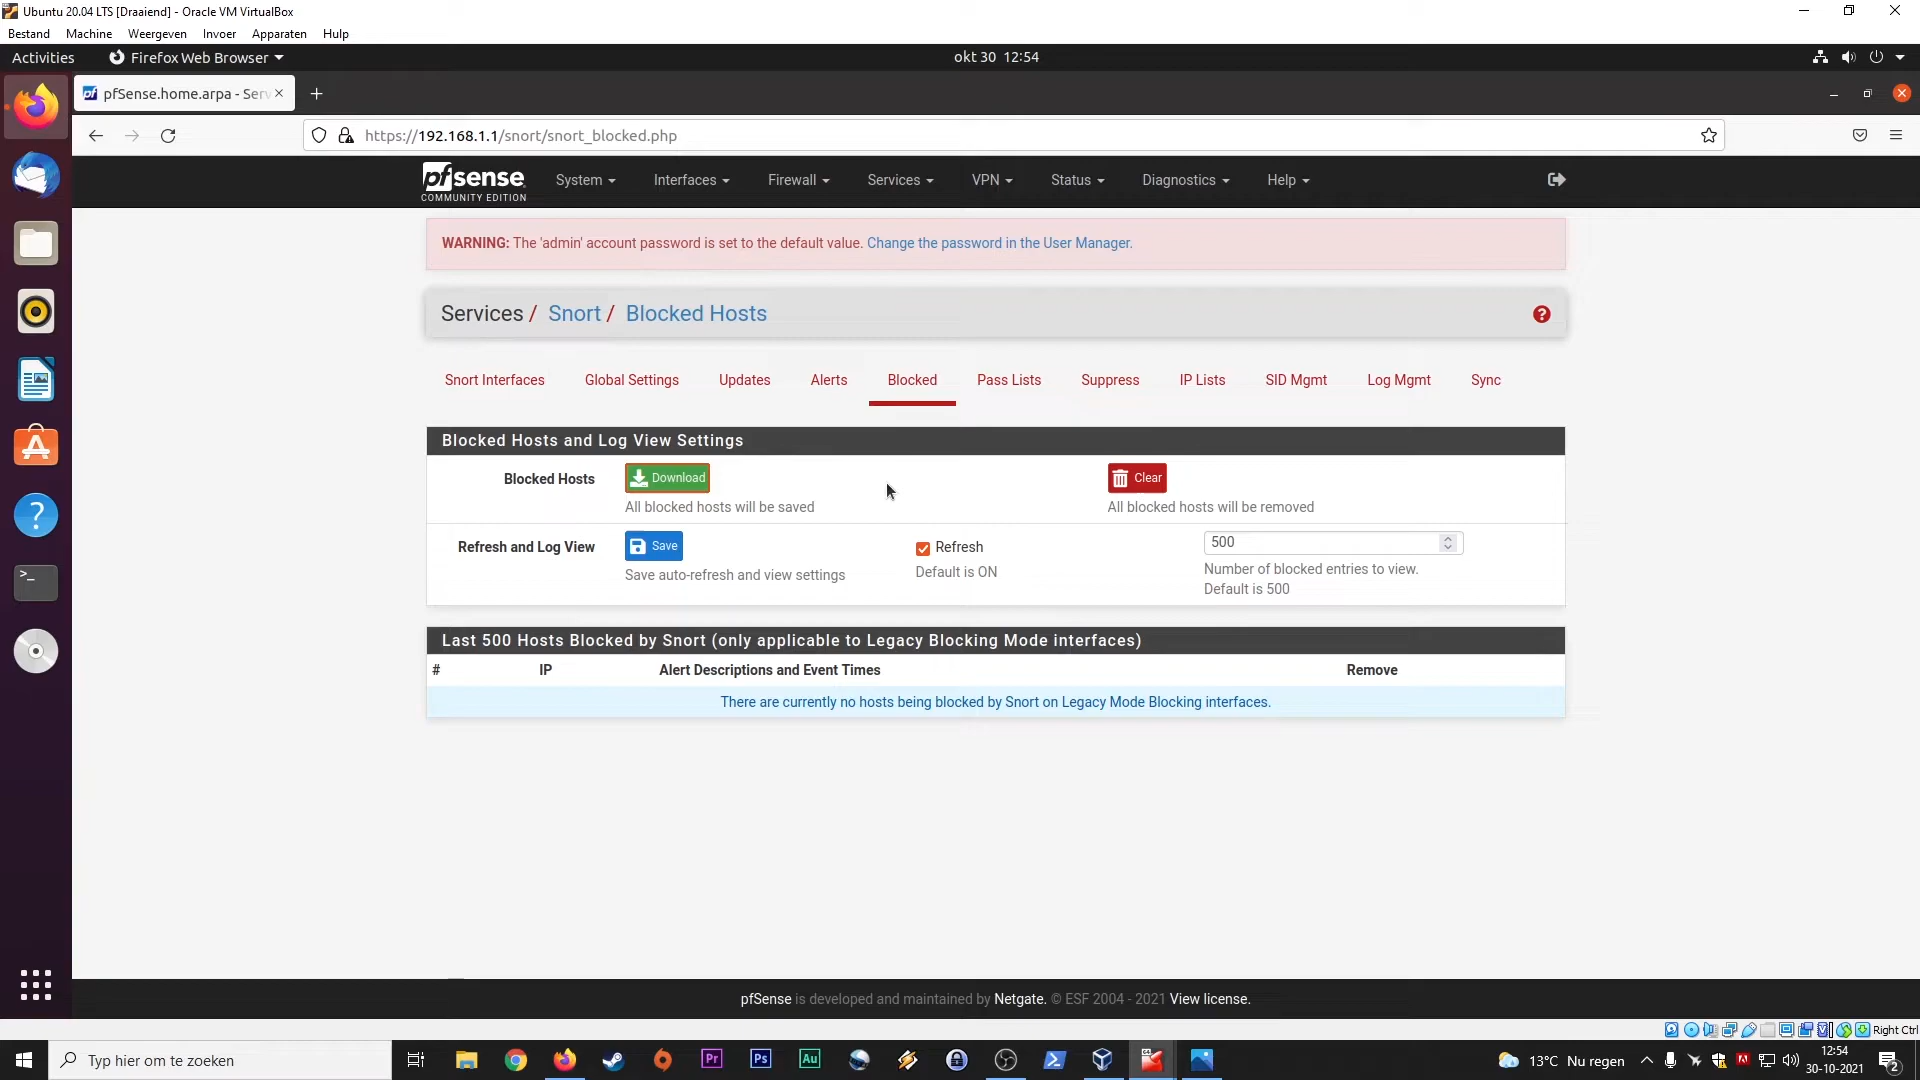 Ubuntu 20.04 LTS [Draaiend] - Oracle VM VirtualBox
Bestand Machine Weergeven Invoer Apparaten Hulp
Activities Firefox Web Browser okt 30 12:54
pfSense.home.arpa - Serv
https://192.168.1.1/snort/snort_blocked.php
pfsense COMMUNITY EDITION System Interfaces Firewall Services VPN Status Diagnostics Help
WARNING: The 'admin' account password is set to the default value. Change the password in the User Manager.
Services / Snort / Blocked Hosts
Snort Interfaces Global Settings Updates Alerts Blocked Pass Lists Suppress IP Lists SID Mgmt Log Mgmt Sync
Blocked Hosts and Log View Settings
Blocked Hosts Download Clear
All blocked hosts will be saved All blocked hosts will be removed
Refresh and Log View Save Refresh 500
Save auto-refresh and view settings Default is ON Number of blocked entries to view.
Default is 500
Last 500 Hosts Blocked by Snort (only applicable to Legacy Blocking Mode interfaces)
# IP Alert Descriptions and Event Times Remove
There are currently no hosts being blocked by Snort on Legacy Mode Blocking interfaces.
pfSense is developed and maintained by Netgate. © ESF 2004 - 2021 View license.
Right Ctrl
Typ hier om te zoeken Pr Ps Au 13°C Nu regen 12:54
30-10-2021 2